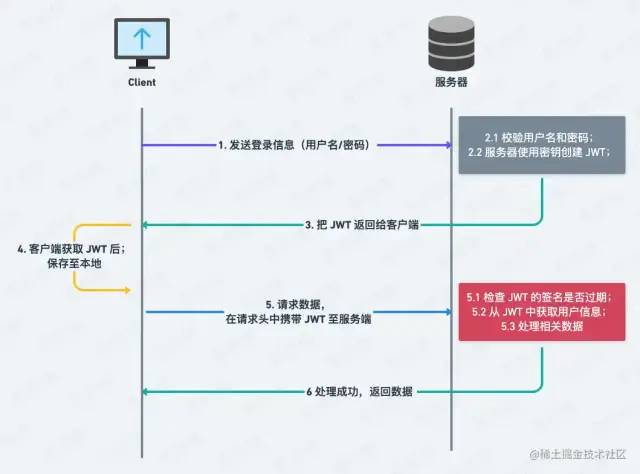 Client
服务器
1. 发送登录信息（用户名/密码）
2.1 校验用户名和密码；
2.2 服务器使用密钥创建 JWT；
3. 把 JWT 返回给客户端
4. 客户端获取 JWT 后；
保存至本地
5. 请求数据，
在请求头中携带 JWT 至服务端
5.1 检查 JWT 的签名是否过期；
5.2 从 JWT 中获取用户信息；
5.3 处理相关数据
6 处理成功，返回数据
@稀土掘金技术社区